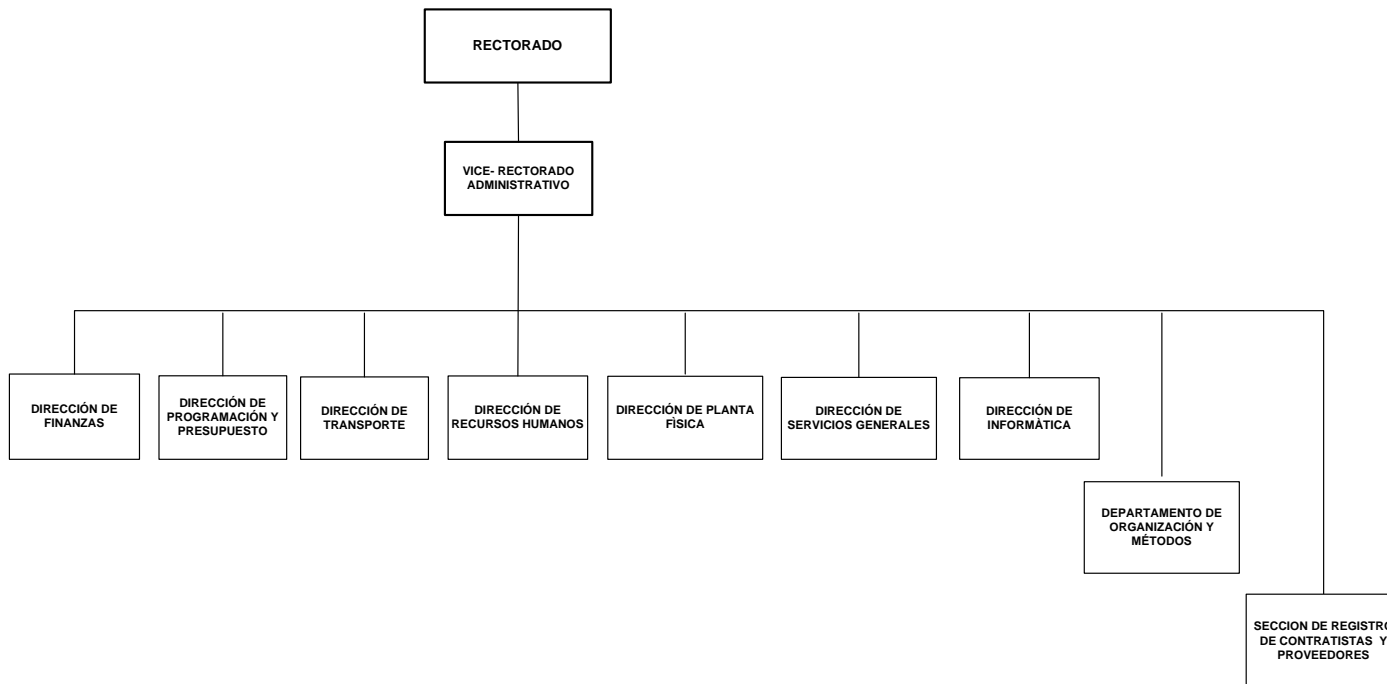 RECTORADO
VICE- RECTORADO
ADMINISTRATIVO
DIRECCIÓN DE
FINANZAS
DIRECCIÓN DE
PROGRAMACIÓN Y
PRESUPUESTO
DIRECCIÓN DE
TRANSPORTE
DIRECCIÓN DE
RECURSOS HUMANOS
DIRECCIÓN DE PLANTA
FÌSICA
DIRECCIÓN DE
SERVICIOS GENERALES
DIRECCIÓN DE
INFORMÀTICA
DEPARTAMENTO DE
ORGANIZACIÓN Y
MÉTODOS
SECCION DE REGISTRO
DE CONTRATISTAS Y
PROVEEDORES